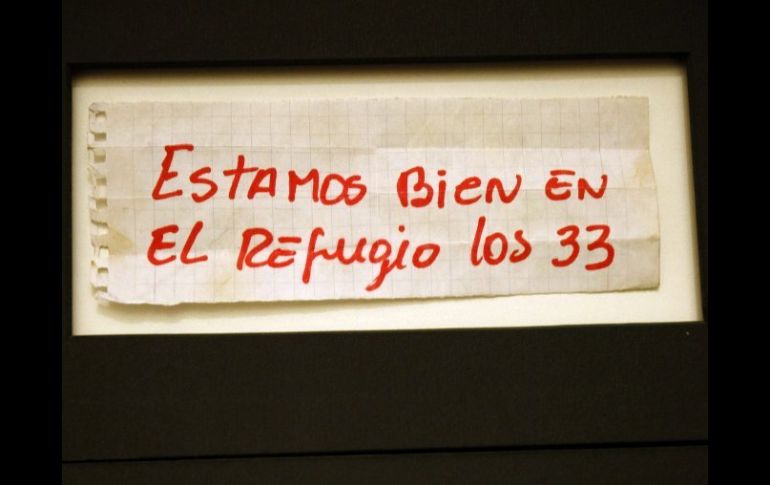 ESTAMOS BIEN EN
EL REFUGIO los 33